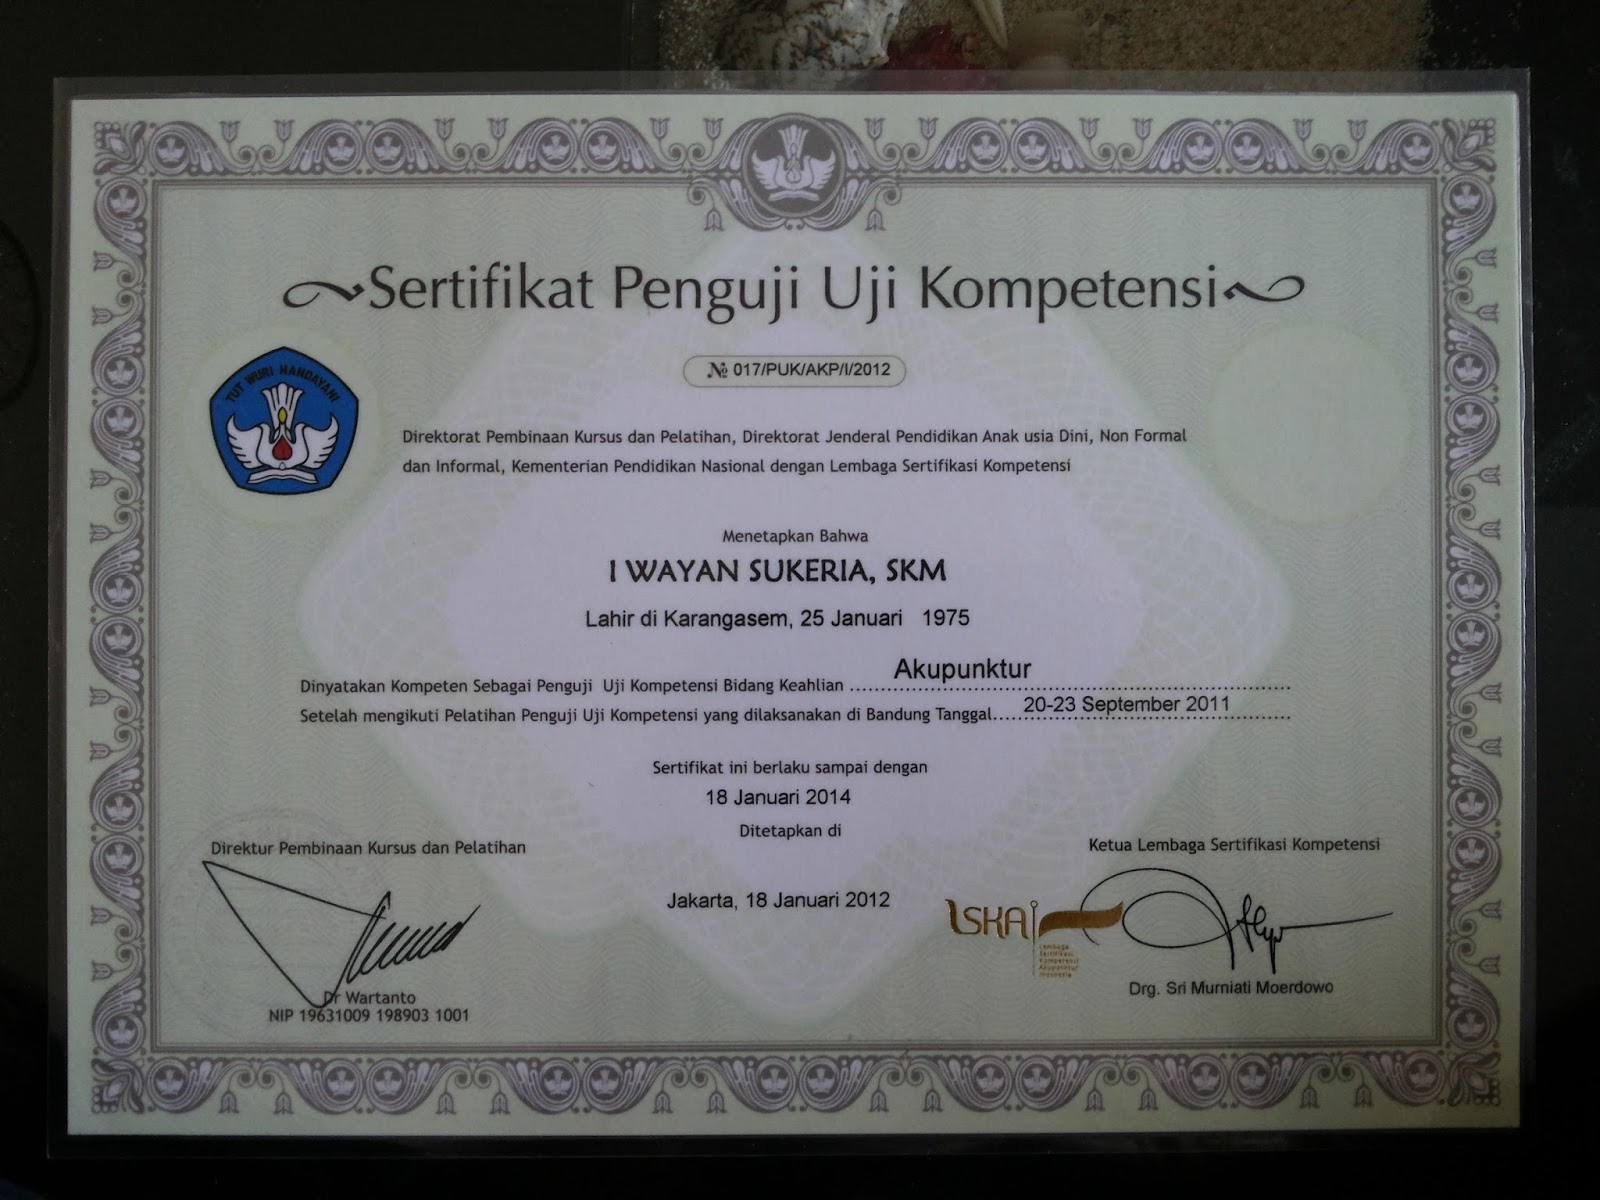 Sertifikat Penguji Uji Kompetensi
№ 017/PUK/AKP/I/2012
TUT WURI HANDAYANI
Direktorat Pembinaan Kursus dan Pelatihan, Direktorat Jenderal Pendidikan Anak usia Dini, Non Formal
dan Informal, Kementerian Pendidikan Nasional dengan Lembaga Sertifikasi Kompetensi
Menetapkan Bahwa
I WAYAN SUKERIA, SKM
Lahir di Karangasem, 25 Januari 1975
Dinyatakan Kompeten Sebagai Penguji Uji Kompetensi Bidang Keahlian Akupunktur
Setelah mengikuti Pelatihan Penguji Uji Kompetensi yang dilaksanakan di Bandung Tanggal 20-23 September 2011
Sertifikat ini berlaku sampai dengan
18 Januari 2014
Ditetapkan di
Jakarta, 18 Januari 2012
Direktur Pembinaan Kursus dan Pelatihan
Dr Wartanto
NIP 19631009 198903 1001
Ketua Lembaga Sertifikasi Kompetensi
LSKAI
Lembaga
Sertifikasi
Kompetensi
Akupunktur
Indonesia
Drg. Sri Murniati Moerdowo